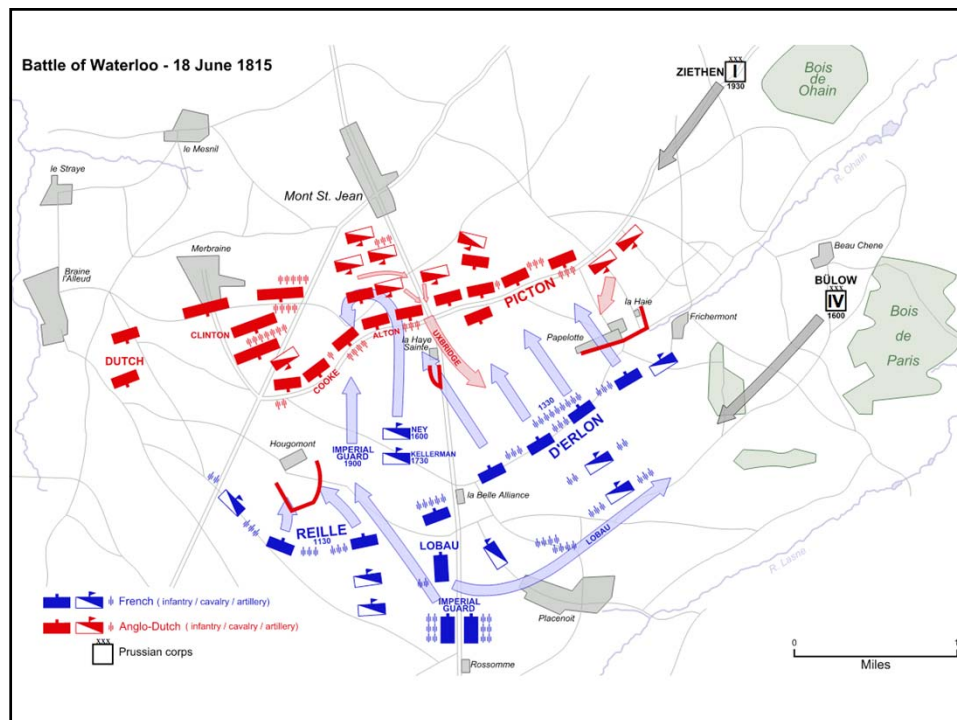 Battle of Waterloo - 18 June 1815
ZIETHEN
XXX
I
1930
Bois
de
Ohain
le Mesnil
le Straye
Mont St. Jean
R. Ohain
Merbraine
Braine
l'Alleud
Beau Chene
BÜLOW
XXX
IV
1600
Bois
de
Paris
PICTON
la Haie
Papelotte
Frichermont
CLINTON
ALTON
UXBRIDGE
la Haye
Sainte
DUTCH
COOKE
1330
D'ERLON
NEY
1600
KELLERMAN
1730
IMPERIAL
GUARD
1900
Hougomont
la Belle Alliance
REILLE
1130
LOBAU
LOBAU
R. Lasne
IMPERIAL
GUARD
Placenoit
Rossomme
French ( infantry / cavalry / artillery)
Anglo-Dutch ( infantry / cavalry / artillery)
XXX
Prussian corps
0
1
Miles